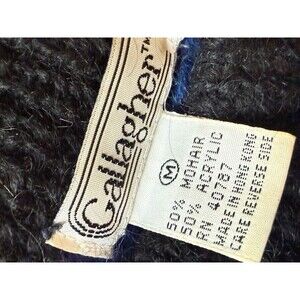 Gallagher™
M
50% MOHAIR
50% ACRYLIC
RN 40787
MADE IN HONG KONG
CARE REVERSE SIDE